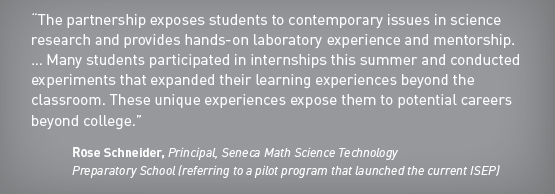 “The partnership exposes students to contemporary issues in science
research and provides hands-on laboratory experience and mentorship.
... Many students participated in internships this summer and conducted
experiments that expanded their learning experiences beyond the
classroom. These unique experiences expose them to potential careers
beyond college.”
Rose Schneider, Principal, Seneca Math Science Technology
Preparatory School (referring to a pilot program that launched the current ISEP)